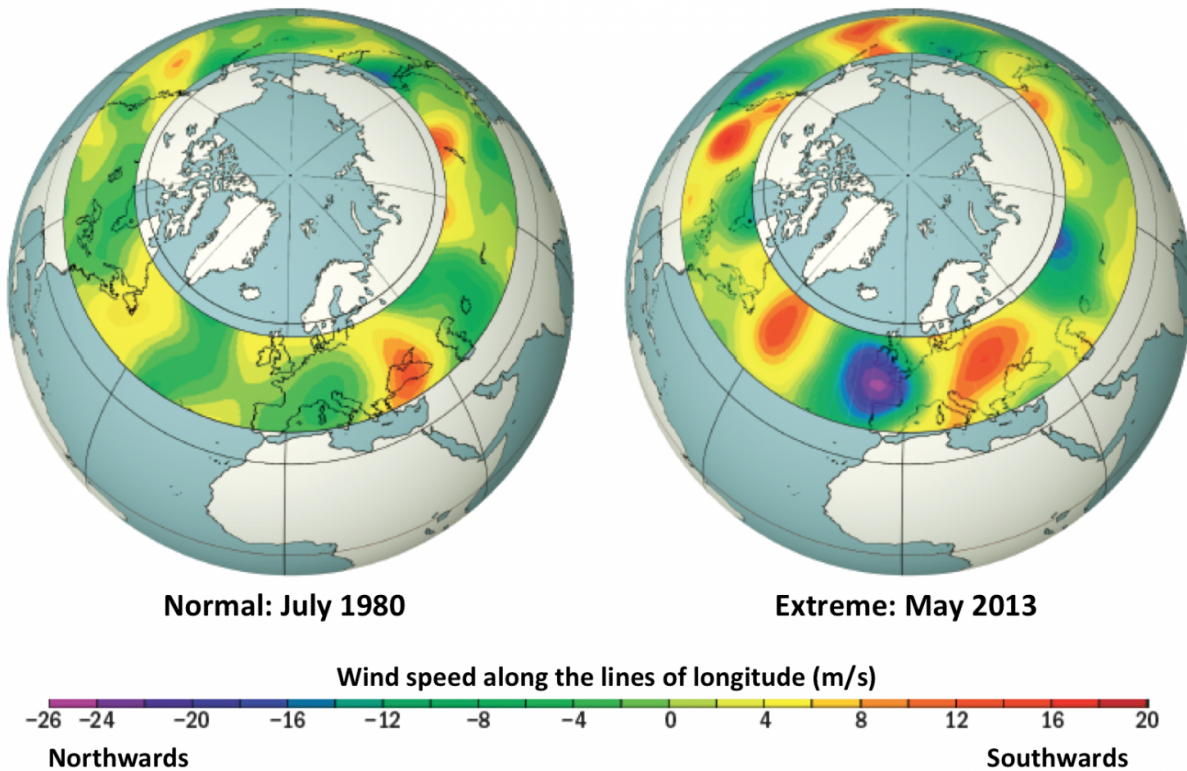 Normal: July 1980
Extreme: May 2013
Wind speed along the lines of longitude (m/s)
−26 −24 −20 −16 −12 −8 −4 0 4 8 12 16 20
Northwards
Southwards